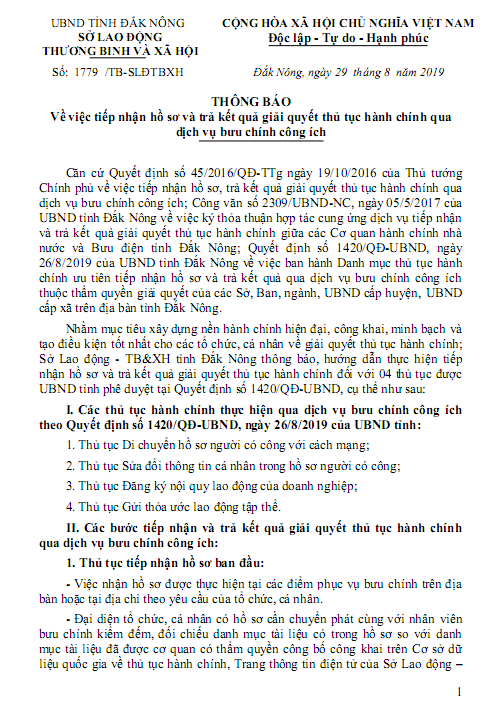 UBND TỈNH ĐẮK NÔNG
SỞ LAO ĐỘNG
THƯƠNG BINH VÀ XÃ HỘI
Số: 1779 /TB-SLĐTBXH
CỘNG HÒA XÃ HỘI CHỦ NGHĨA VIỆT NAM
Độc lập - Tự do - Hạnh phúc
Đắk Nông, ngày 29 tháng 8 năm 2019
THÔNG BÁO
Về việc tiếp nhận hồ sơ và trả kết quả giải quyết thủ tục hành chính qua
dịch vụ bưu chính công ích
Căn cứ Quyết định số 45/2016/QĐ-TTg ngày 19/10/2016 của Thủ tướng
Chính phủ về việc tiếp nhận hồ sơ, trả kết quả giải quyết thủ tục hành chính qua
dịch vụ bưu chính công ích; Công văn số 2309/UBND-NC, ngày 05/5/2017 của
UBND tỉnh Đắk Nông về việc ký thỏa thuận hợp tác cung ứng dịch vụ tiếp nhận
và trả kết quả giải quyết thủ tục hành chính giữa các Cơ quan hành chính nhà
nước và Bưu điện tỉnh Đắk Nông; Quyết định số 1420/QĐ-UBND, ngày
26/8/2019 của UBND tỉnh Đắk Nông về việc ban hành Danh mục thủ tục hành
chính ưu tiên tiếp nhận hồ sơ và trả kết quả qua dịch vụ bưu chính công ích
thuộc thẩm quyền giải quyết của các Sở, Ban, ngành, UBND cấp huyện, UBND
cấp xã trên địa bàn tỉnh Đắk Nông.
Nhằm mục tiêu xây dựng nền hành chính hiện đại, công khai, minh bạch và
tạo điều kiện tốt nhất cho các tổ chức, cá nhân về giải quyết thủ tục hành chính;
Sở Lao động - TB&XH tỉnh Đắk Nông thông báo, hướng dẫn thực hiện tiếp
nhận hồ sơ và trả kết quả giải quyết thủ tục hành chính đối với 04 thủ tục được
UBND tỉnh phê duyệt tại Quyết định số 1420/QĐ-UBND, cụ thể như sau:
I. Các thủ tục hành chính thực hiện qua dịch vụ bưu chính công ích
theo Quyết định số 1420/QĐ-UBND, ngày 26/8/2019 của UBND tỉnh:
1. Thủ tục Di chuyển hồ sơ người có công với cách mạng;
2. Thủ tục Sửa đổi thông tin cá nhân trong hồ sơ người có công;
3. Thủ tục Đăng ký nội quy lao động của doanh nghiệp;
4. Thủ tục Gửi thỏa ước lao động tập thể.
II. Các bước tiếp nhận và trả kết quả giải quyết thủ tục hành chính
qua dịch vụ bưu chính công ích:
1. Thủ tục tiếp nhận hồ sơ ban đầu:
- Việc nhận hồ sơ được thực hiện tại các điểm phục vụ bưu chính trên địa
bàn hoặc tại địa chỉ theo yêu cầu của tổ chức, cá nhân.
- Đại diện tổ chức, cá nhân có hồ sơ cần chuyển phát cùng với nhân viên
bưu chính kiểm đếm, đối chiếu danh mục tài liệu có trong hồ sơ so với danh
mục tài liệu đã được cơ quan có thẩm quyền công bố công khai trên Cơ sở dữ
liệu quốc gia về thủ tục hành chính, Trang thông tin điện tử của Sở Lao động –
1